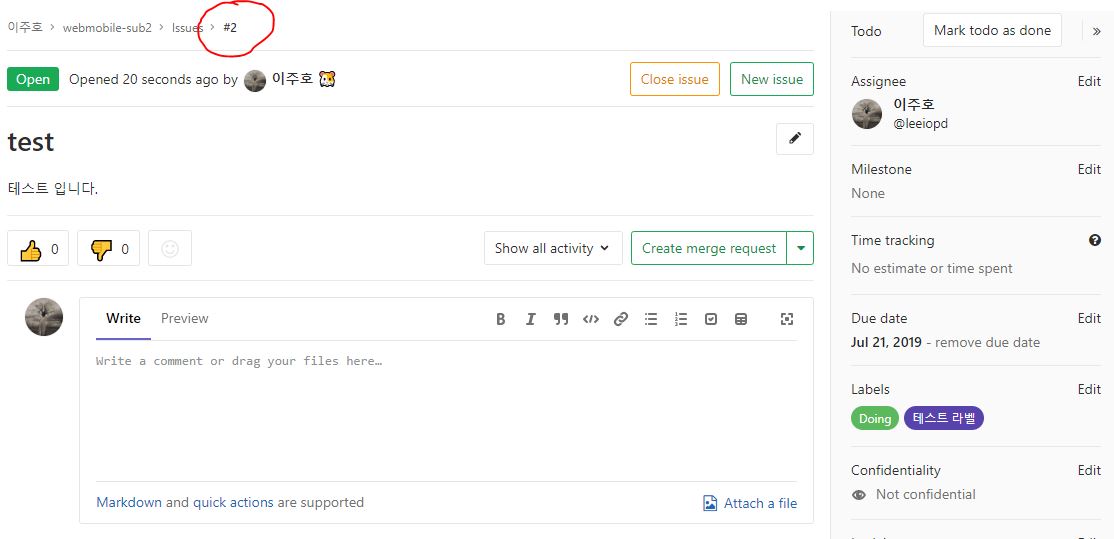 이주호 > webmobile-sub2 > Issues > #2
Open Opened 20 seconds ago by 이주호
Close issue New issue
test
테스트 입니다.
0 0
Show all activity Create merge request
Write Preview
Write a comment or drag your files here…
Markdown and quick actions are supported
Attach a file
Todo Mark todo as done »
Assignee Edit
이주호
@leeiopd
Milestone Edit
None
Time tracking
No estimate or time spent
Due date Edit
Jul 21, 2019 - remove due date
Labels Edit
Doing 테스트 라벨
Confidentiality Edit
Not confidential